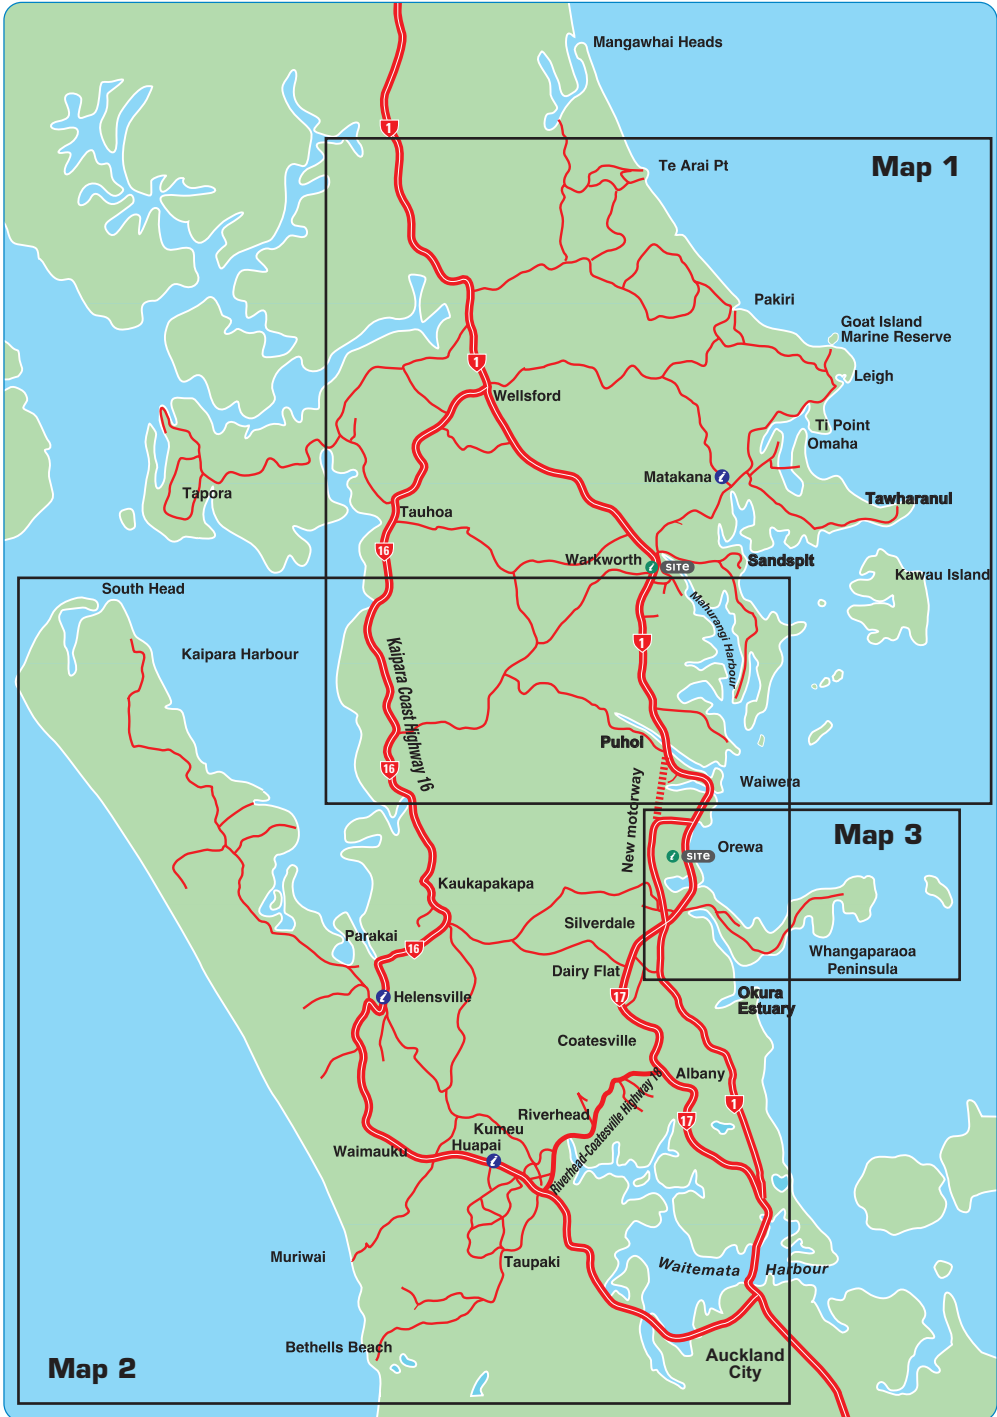 Mangawhai Heads
1
Map 1
Te Arai Pt
Pakiri
Goat Island
Marine Reserve
1
Leigh
Wellsford
Ti Point
Omaha
Matakana
i
Tapora
Tawharanui
Tauhoa
16
Warkworth
i SITE
Sandspit
Kawau Island
South Head
Mahurangi Harbour
1
Kaipara Harbour
Kaipara Coast Highway 16
Puhoi
16
Waiwera
New motorway
Map 3
i SITE
Orewa
Kaukapakapa
Silverdale
Parakai
16
Whangaparaoa
Peninsula
Dairy Flat
17
Helensville
i
Okura
Estuary
Coatesville
Albany
1
Riverhead-Coatesville Highway 18
Riverhead
17
Kumeu
Huapai
i
Waimauku
Muriwai
Taupaki
Waitemata Harbour
Bethells Beach
Map 2
Auckland
City